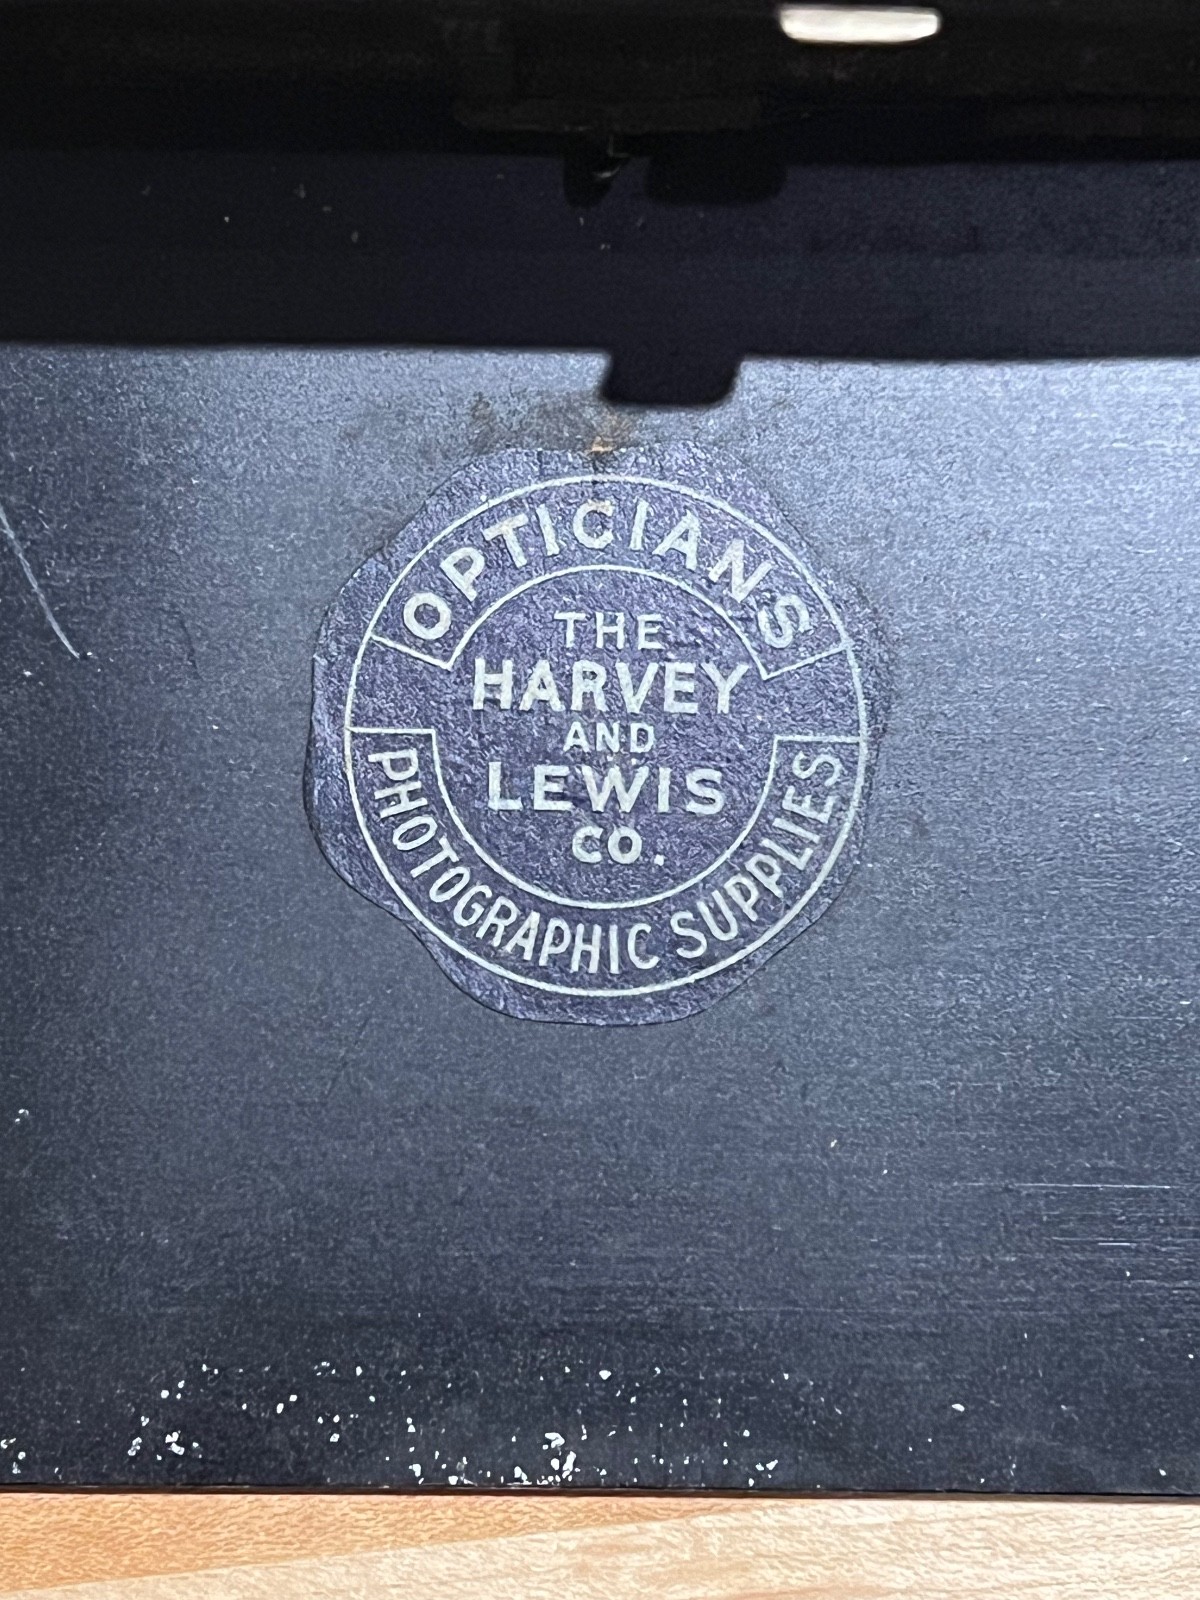 OPTICIANS
THE
HARVEY
AND
LEWIS
CO.
PHOTOGRAPHIC SUPPLIES